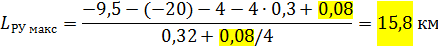 L_РУ макс = (−9,5 − (−20) − 4 − 4 · 0,3 + 0,08) / (0,32 + 0,08/4) = 15,8 км